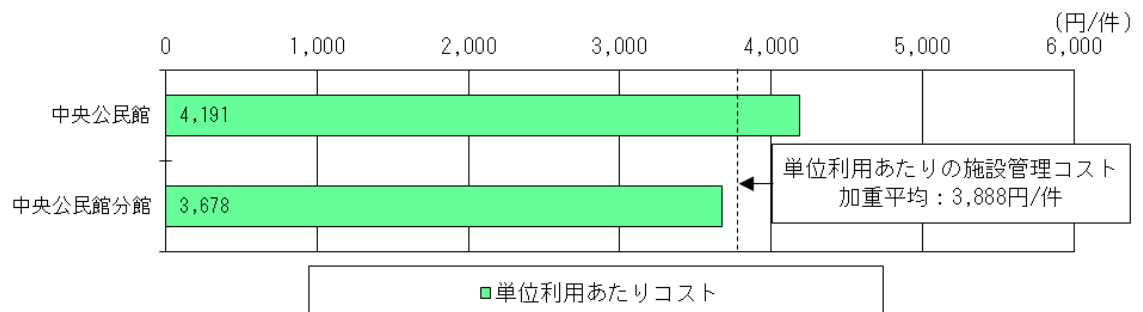 (円/件)
0 1,000 2,000 3,000 4,000 5,000 6,000
中央公民館
4,191
単位利用あたりの施設管理コスト
加重平均：3,888円/件
中央公民館分館
3,678
単位利用あたりコスト